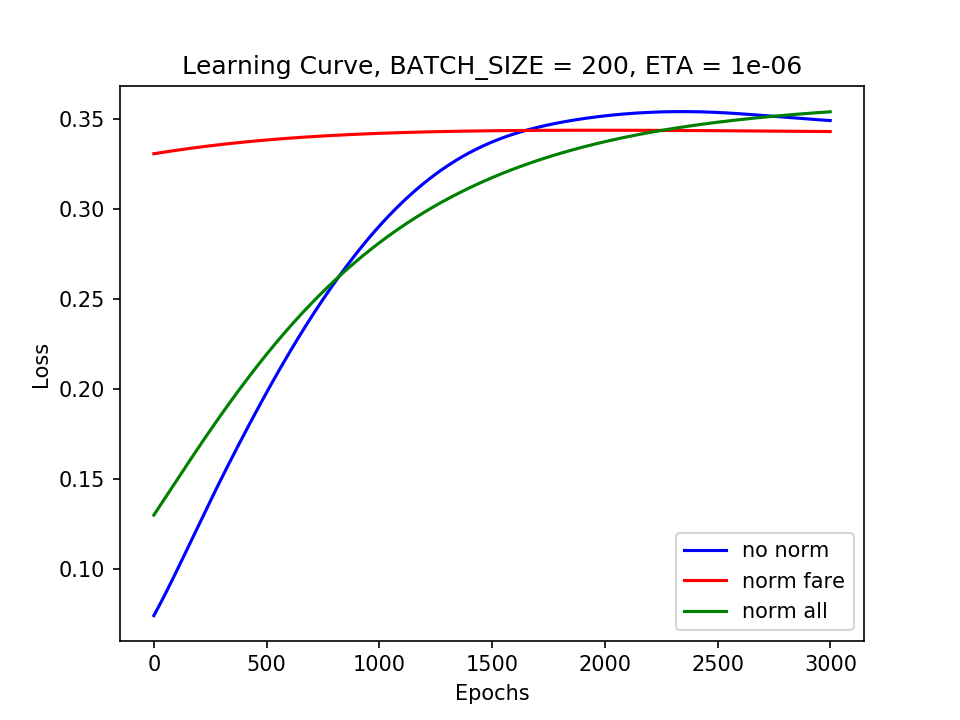 Learning Curve, BATCH_SIZE = 200, ETA = 1e-06
Loss
0.35
0.30
0.25
0.20
0.15
0.10
0 500 1000 1500 2000 2500 3000
Epochs
no norm
norm fare
norm all